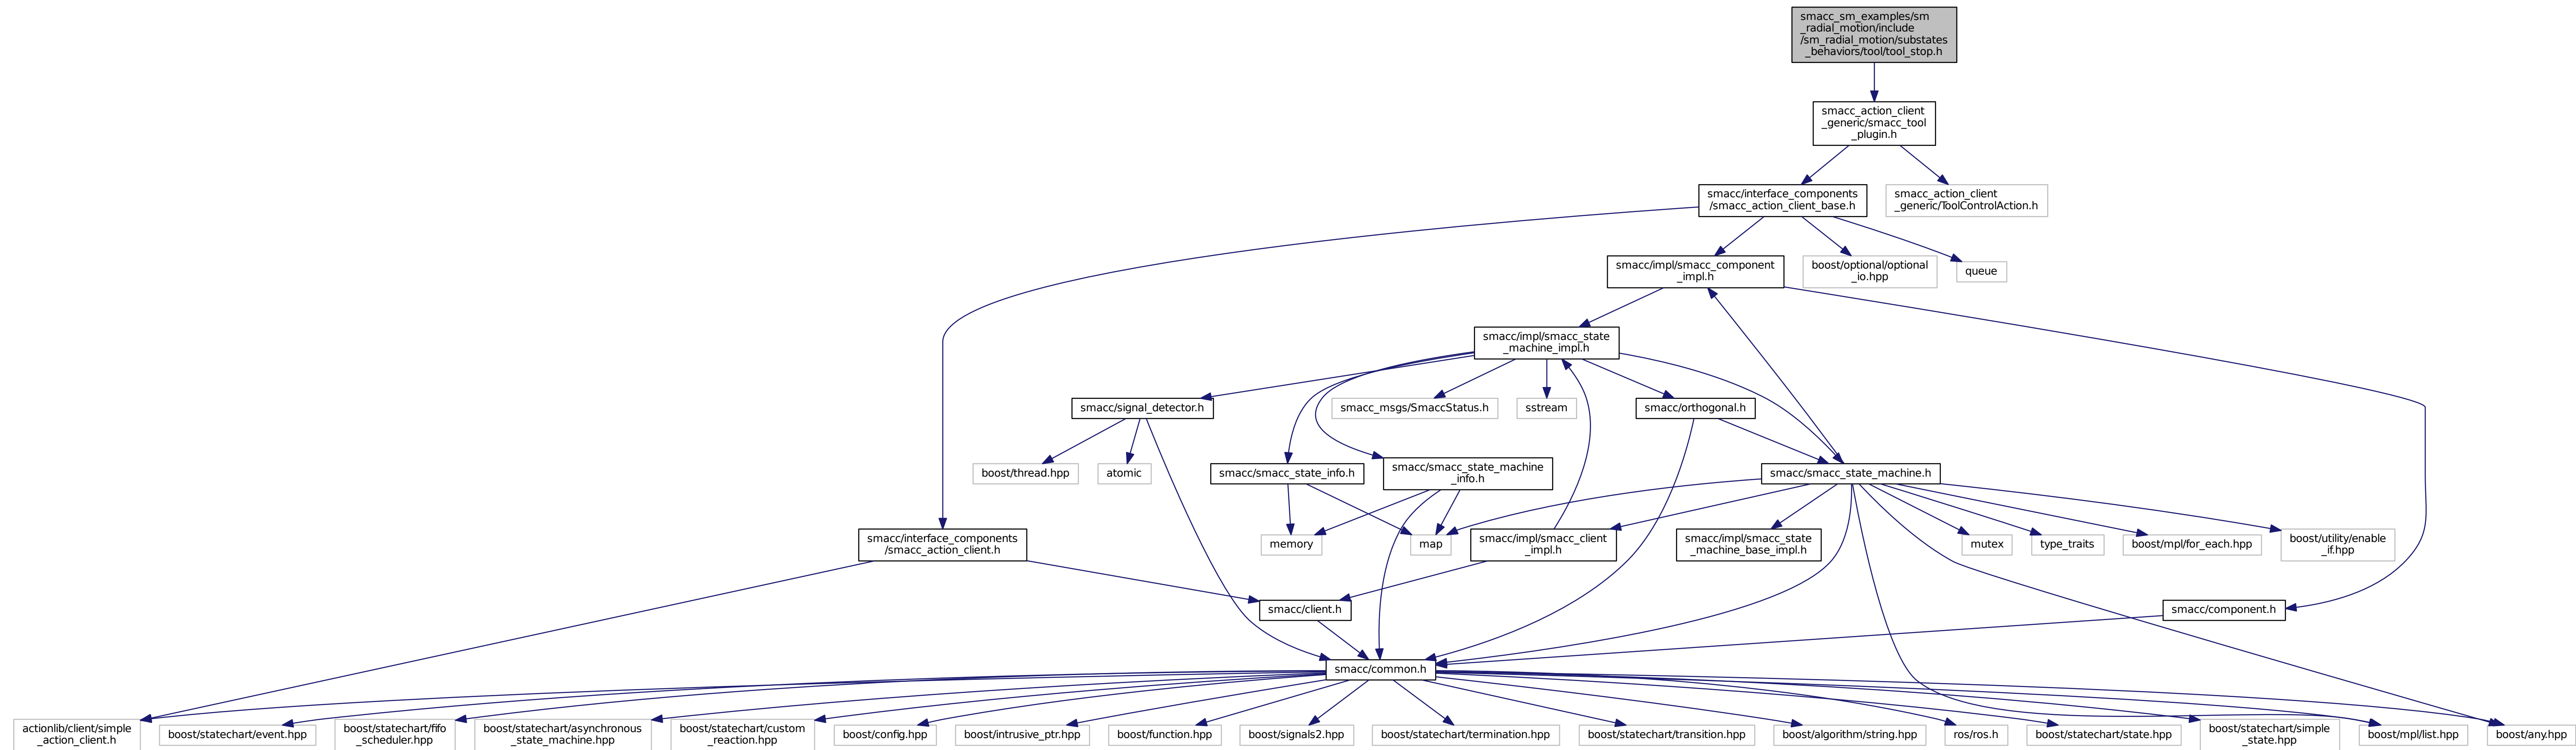 smacc_sm_examples/sm
_radial_motion/include
/sm_radial_motion/substates
_behaviors/tool/tool_stop.h
smacc_action_client
_generic/smacc_tool
_plugin.h
smacc/interface_components
/smacc_action_client_base.h
smacc_action_client
_generic/ToolControlAction.h
smacc/impl/smacc_component
_impl.h
boost/optional/optional
_io.hpp
queue
smacc/impl/smacc_state
_machine_impl.h
smacc/signal_detector.h
smacc_msgs/SmaccStatus.h
sstream
smacc/orthogonal.h
boost/thread.hpp
atomic
smacc/smacc_state_info.h
smacc/smacc_state_machine
_info.h
smacc/smacc_state_machine.h
smacc/interface_components
/smacc_action_client.h
memory
map
smacc/impl/smacc_client
_impl.h
smacc/impl/smacc_state
_machine_base_impl.h
mutex
type_traits
boost/mpl/for_each.hpp
boost/utility/enable
_if.hpp
smacc/client.h
smacc/component.h
smacc/common.h
actionlib/client/simple
_action_client.h
boost/statechart/event.hpp
boost/statechart/fifo
_scheduler.hpp
boost/statechart/asynchronous
_state_machine.hpp
boost/statechart/custom
_reaction.hpp
boost/config.hpp
boost/intrusive_ptr.hpp
boost/function.hpp
boost/signals2.hpp
boost/statechart/termination.hpp
boost/statechart/transition.hpp
boost/algorithm/string.hpp
ros/ros.h
boost/statechart/state.hpp
boost/statechart/simple
_state.hpp
boost/mpl/list.hpp
boost/any.hpp